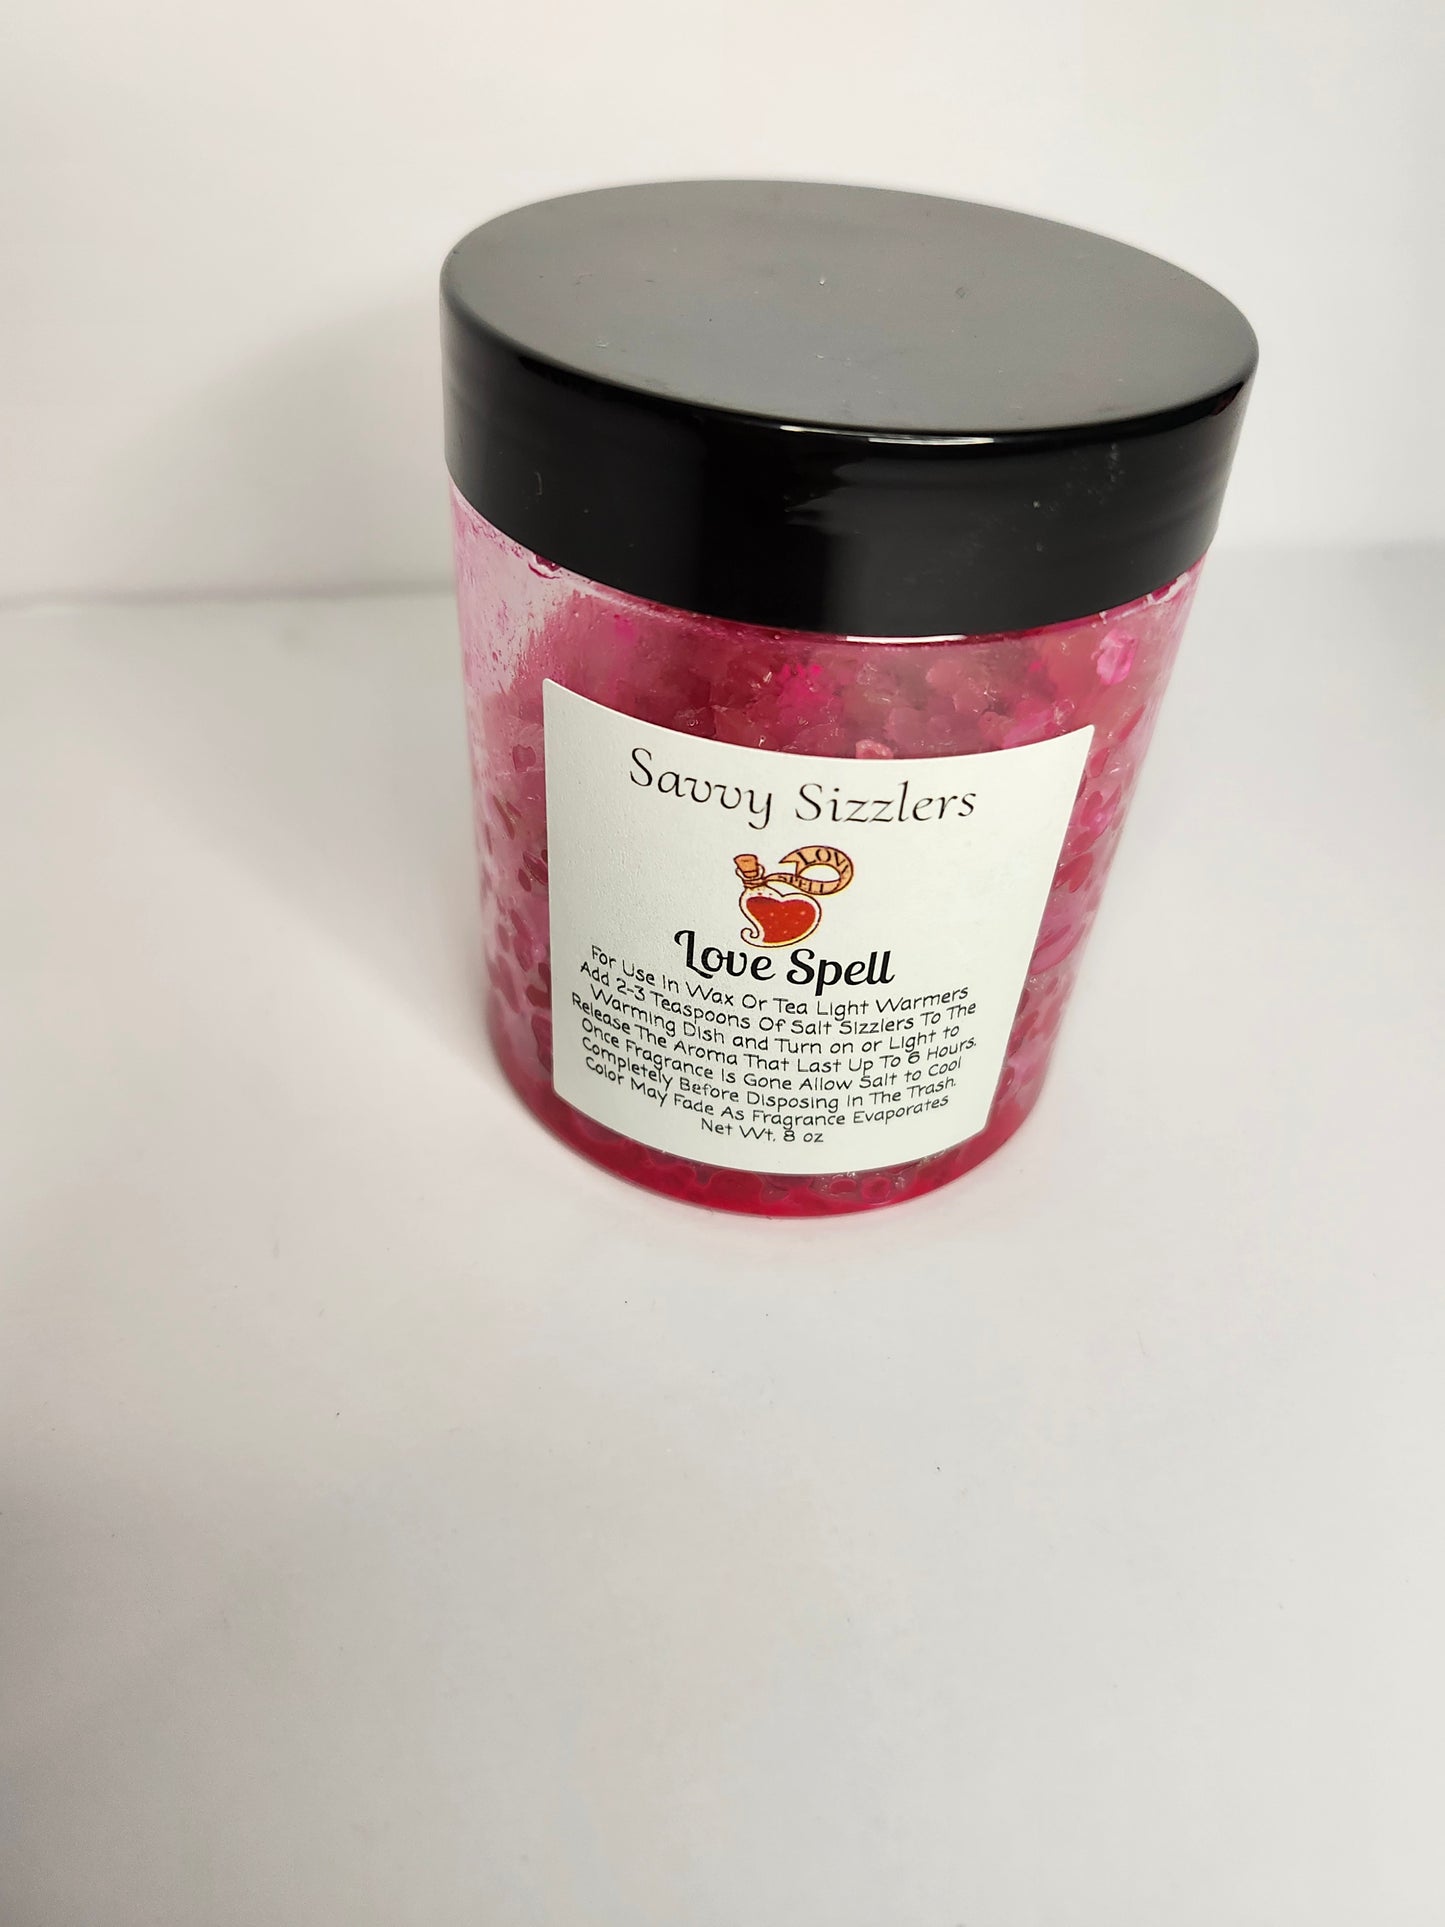 Savvy Sizzlers
LOVE
SPELL
Love Spell
For Use In Wax Or Tea Light Warmers
Add 2-3 Teaspoons Of Salt Sizzlers To The
Warming Dish and Turn on or Light to
Release The Aroma That Last Up To 6 Hours.
Once Fragrance Is Gone Allow Salt to Cool
Completely Before Disposing In The Trash.
Color May Fade As Fragrance Evaporates
Net Wt. 8 oz